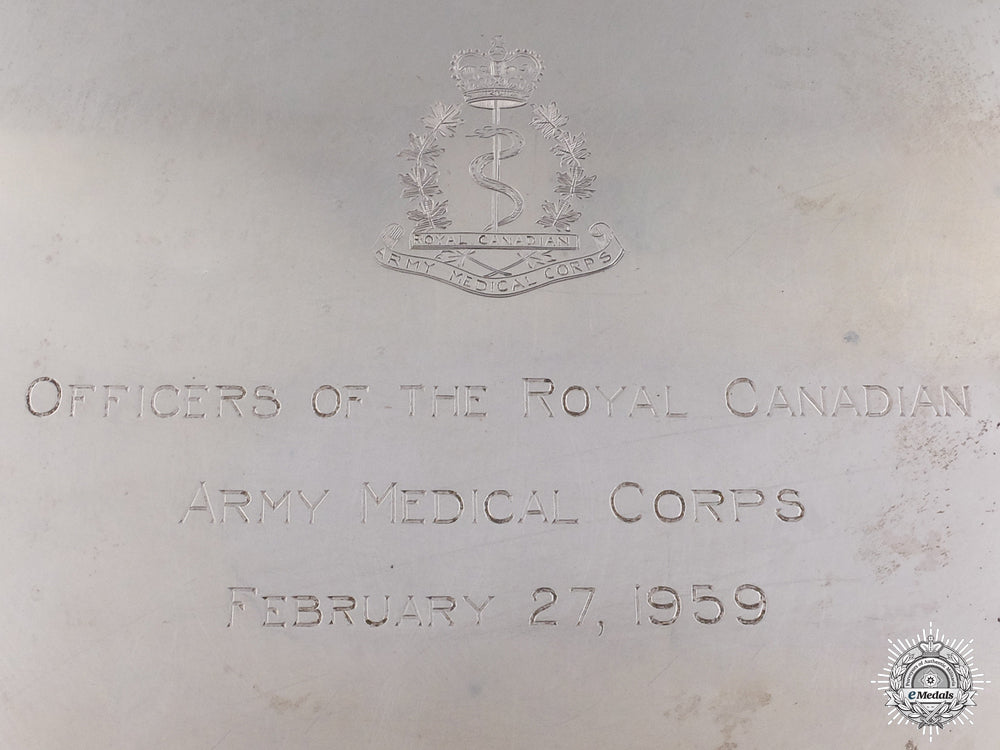 ROYAL CANADIAN
ARMY MEDICAL CORPS
OFFICERS OF THE ROYAL CANADIAN
ARMY MEDICAL CORPS
FEBRUARY 27, 1959
eMedals